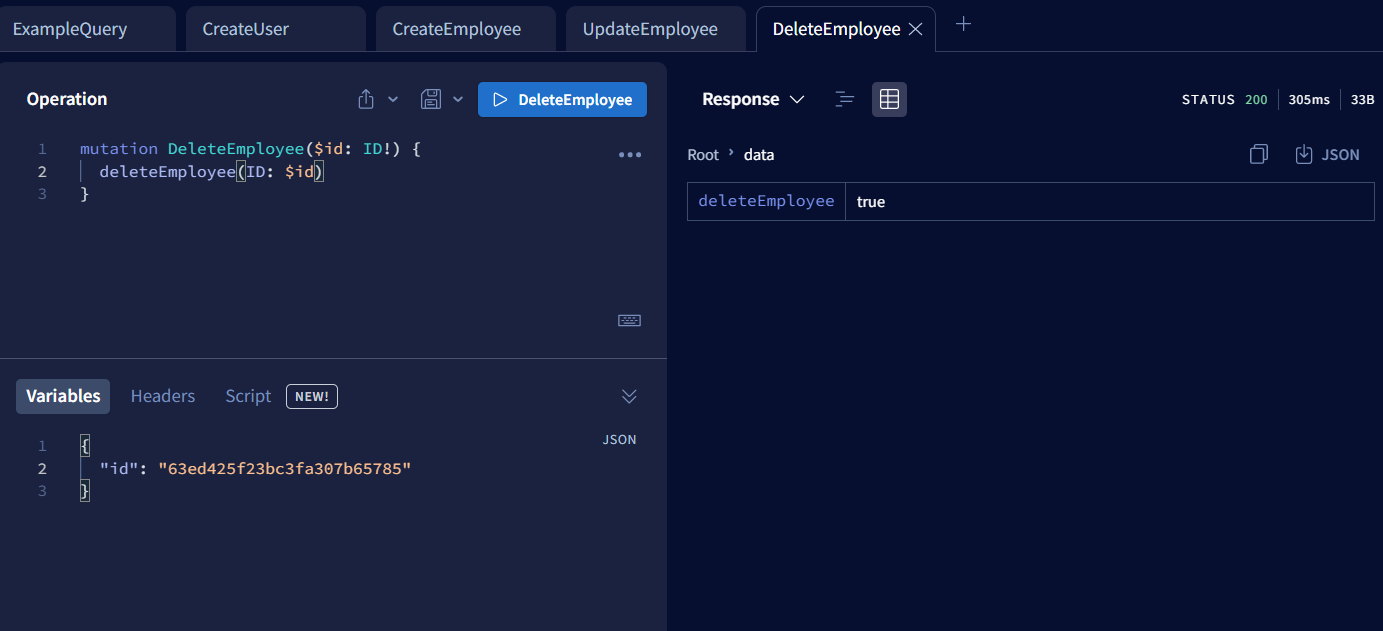 ExampleQuery CreateUser CreateEmployee UpdateEmployee DeleteEmployee
Operation DeleteEmployee
1 mutation DeleteEmployee($id: ID!) {
2 deleteEmployee(ID: $id)
3 }
Variables Headers Script NEW!
JSON
1 {
2 "id": "63ed425f23bc3fa307b65785"
3 }
Response STATUS 200 305ms 33B
Root data JSON
deleteEmployee true